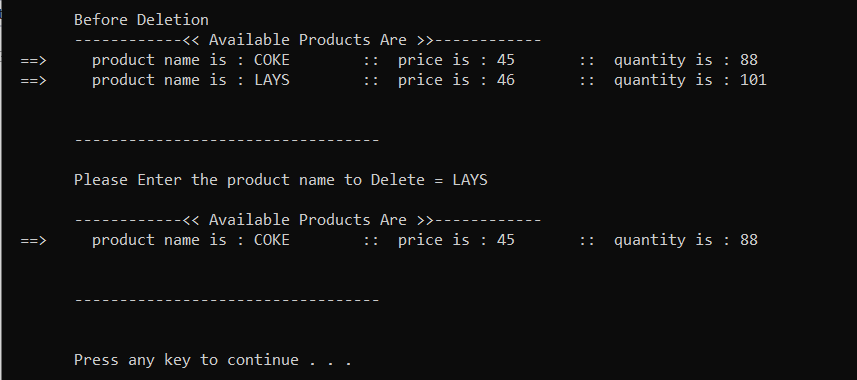 Before Deletion
------------<< Available Products Are >>------------
==>     product name is : COKE        ::  price is : 45       ::  quantity is : 88
==>     product name is : LAYS        ::  price is : 46       ::  quantity is : 101
----------------------------------
Please Enter the product name to Delete = LAYS
------------<< Available Products Are >>------------
==>     product name is : COKE        ::  price is : 45       ::  quantity is : 88
----------------------------------
Press any key to continue . . .